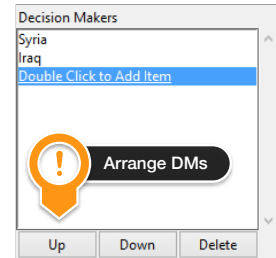 Decision Makers
Syria
Iraq
Double Click to Add Item
! Arrange DMs
Up Down Delete